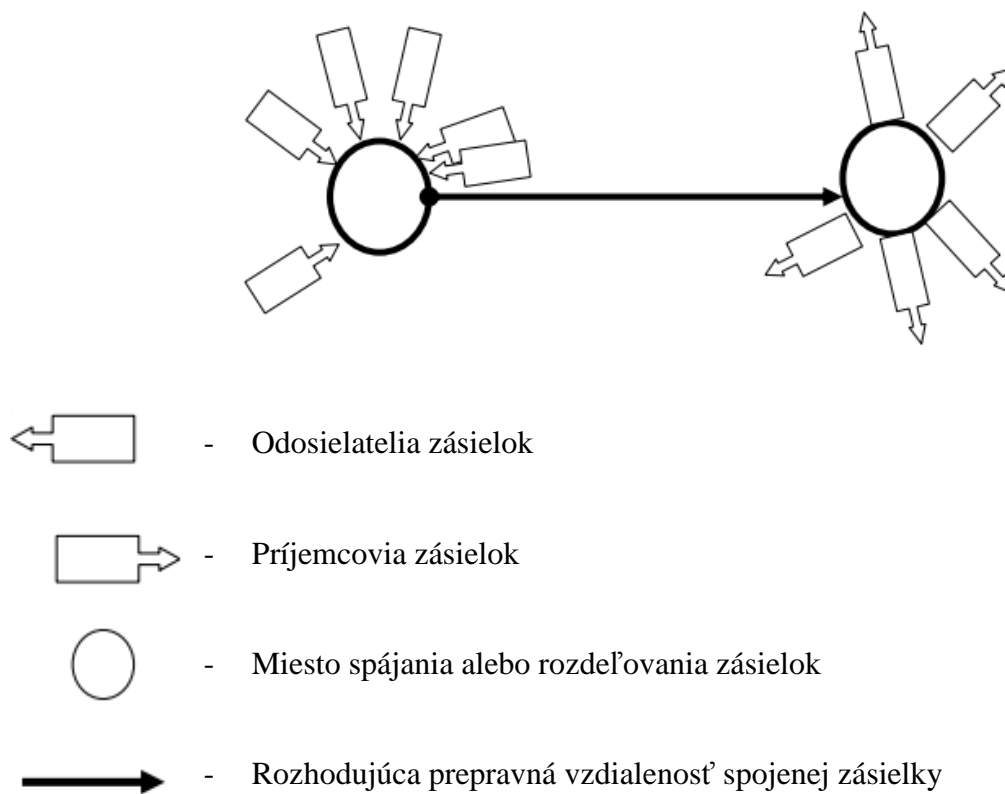 - Odosielatelia zásielok
- Príjemcovia zásielok
- Miesto spájania alebo rozdeľovania zásielok
- Rozhodujúca prepravná vzdialenosť spojenej zásielky